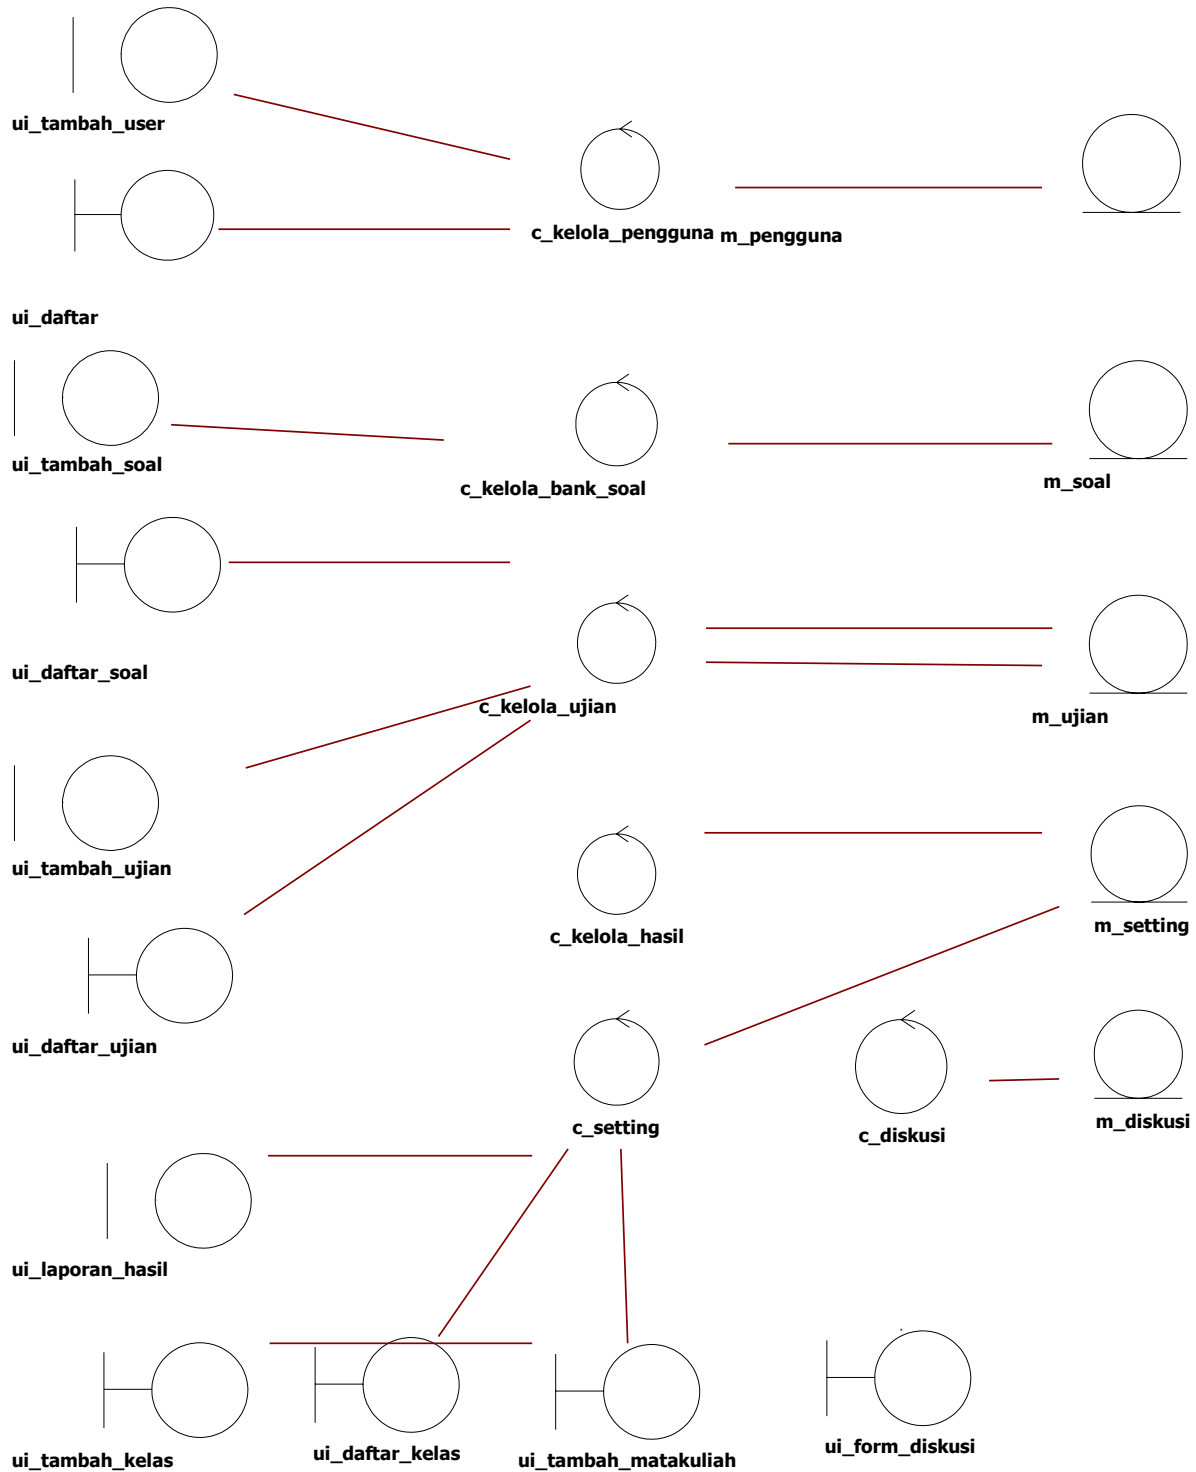 ui_tambah_user
c_kelola_pengguna m_pengguna
ui_daftar
ui_tambah_soal
c_kelola_bank_soal
m_soal
ui_daftar_soal
c_kelola_ujian
m_ujian
ui_tambah_ujian
c_kelola_hasil
m_setting
ui_daftar_ujian
c_setting
c_diskusi
m_diskusi
ui_laporan_hasil
ui_tambah_kelas
ui_daftar_kelas
ui_tambah_matakuliah
ui_form_diskusi